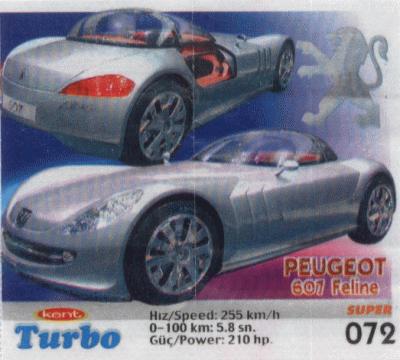 607
PEUGEOT
607 Feline
kent
Turbo
Hız/Speed: 255 km/h
0-100 km: 5.8 sn.
Güç/Power: 210 hp.
SUPER
072